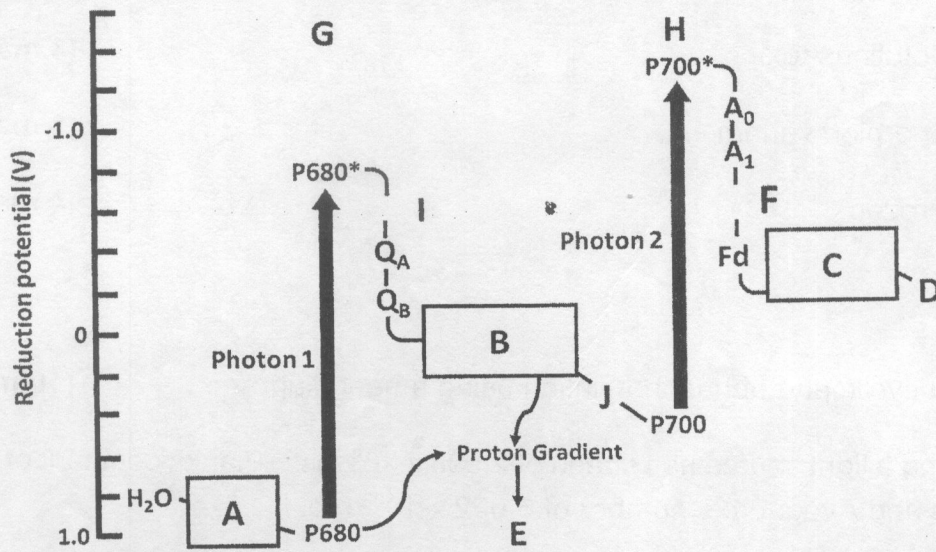 G
H
P700*
A0
A1
-1.0
P680*
I
F
Photon 2
QA
Fd
C
D
QB
0
B
Photon 1
J
P700
Proton Gradient
H2O
A
P680
E
1.0
Reduction potential (V)